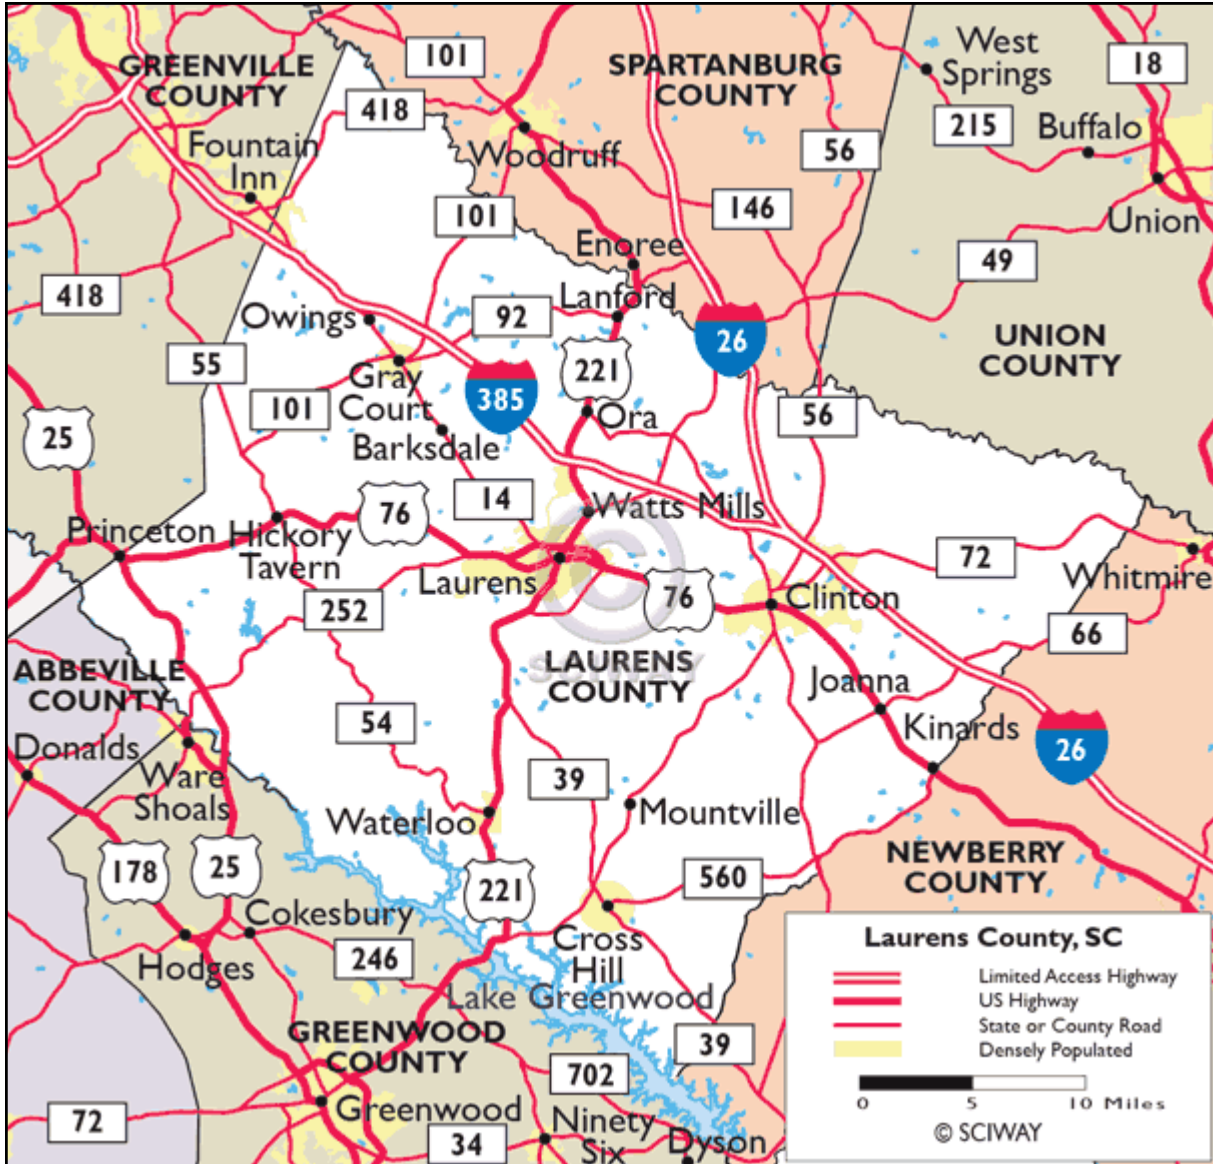 GREENVILLE
COUNTY
101
SPARTANBURG
COUNTY
West
Springs
18
418
Fountain
Inn
Woodruff
56
215
Buffalo
101
146
Union
Enoree
49
418
Owings
92
Lanford
26
UNION
COUNTY
55
221
385
Gray
Court
101
Ora
56
25
Barksdale
14
76
Watts Mills
Princeton
Hickory
Tavern
72
Whitmire
Laurens
76
Clinton
252
66
ABBEVILLE
COUNTY
SCIWAY
LAURENS
COUNTY
Joanna
Kinards
54
26
Donalds
Ware
Shoals
39
Waterloo
Mountville
178
25
221
560
NEWBERRY
COUNTY
Cokesbury
Hodges
246
Cross
Hill
Lake Greenwood
GREENWOOD
COUNTY
39
702
72
Greenwood
34
Ninety
Six
Dyson
Laurens County, SC
Limited Access Highway
US Highway
State or County Road
Densely Populated
0 5 10 Miles
© SCIWAY